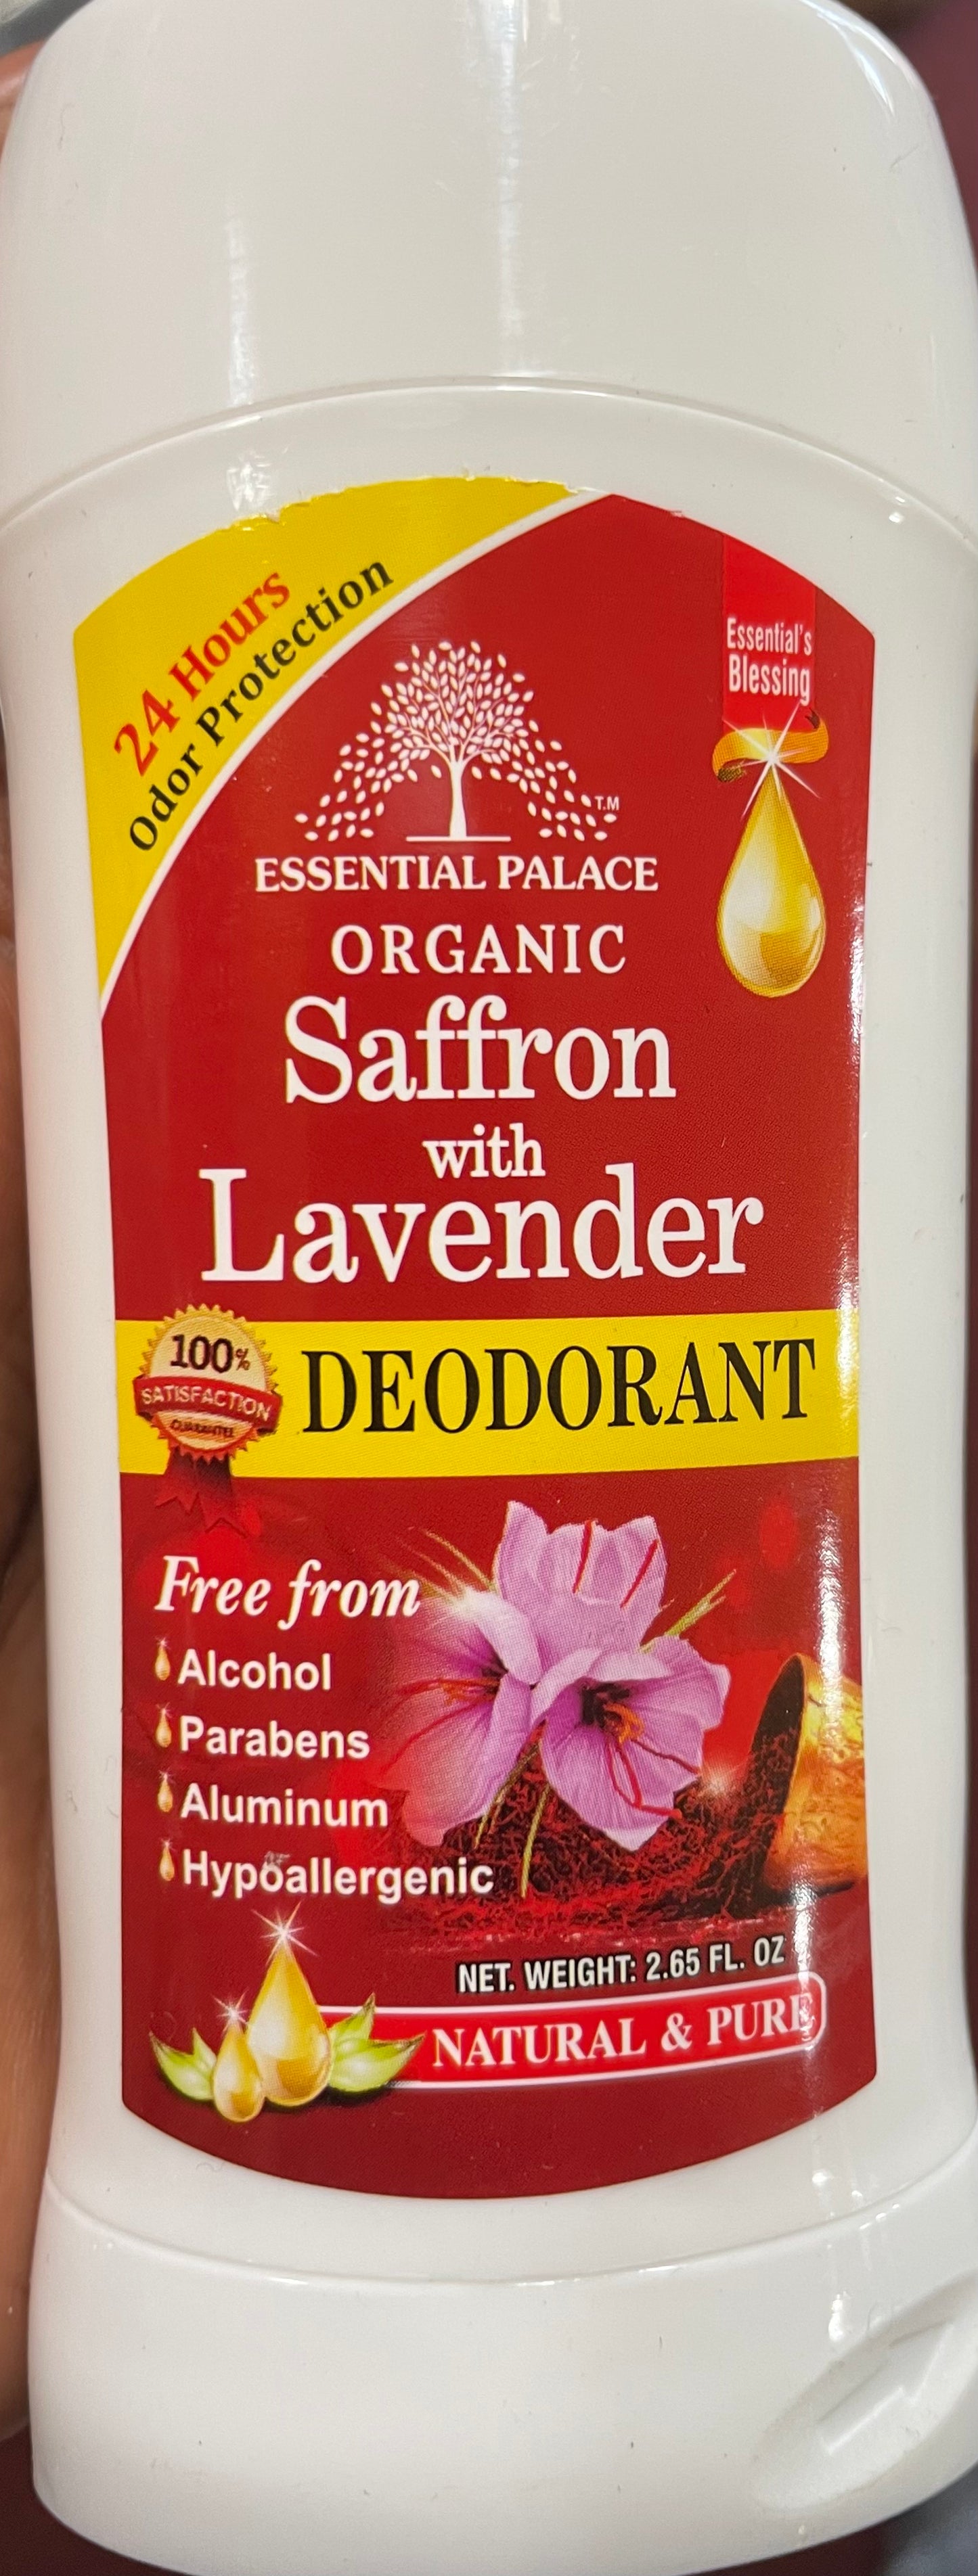 24 Hours
Odor Protection
Essential's
Blessing
T.M
ESSENTIAL PALACE
ORGANIC
Saffron
with
Lavender
100%
SATISFACTION
GUARANTEE
DEODORANT
Free from
Alcohol
Parabens
Aluminum
Hypoallergenic
NET. WEIGHT: 2.65 FL. OZ
NATURAL & PURE